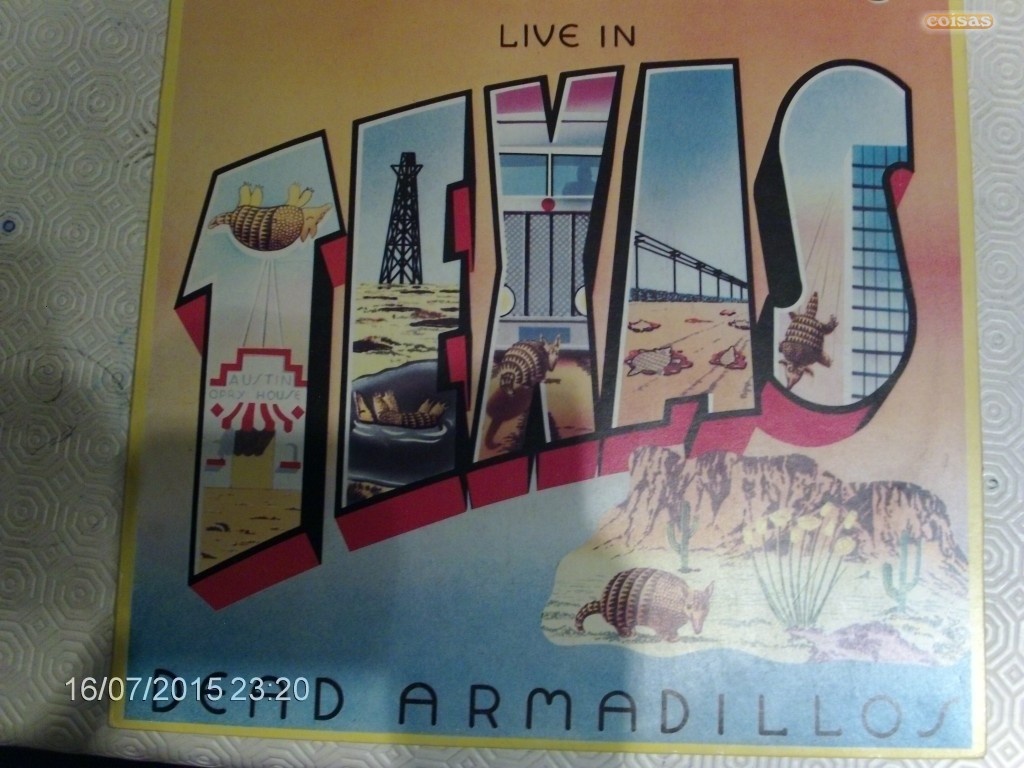 coisas
LIVE IN
TEXAS
AUSTIN
OPRY HOUSE
DEAD ARMADILLOS
16/07/2015 23:20